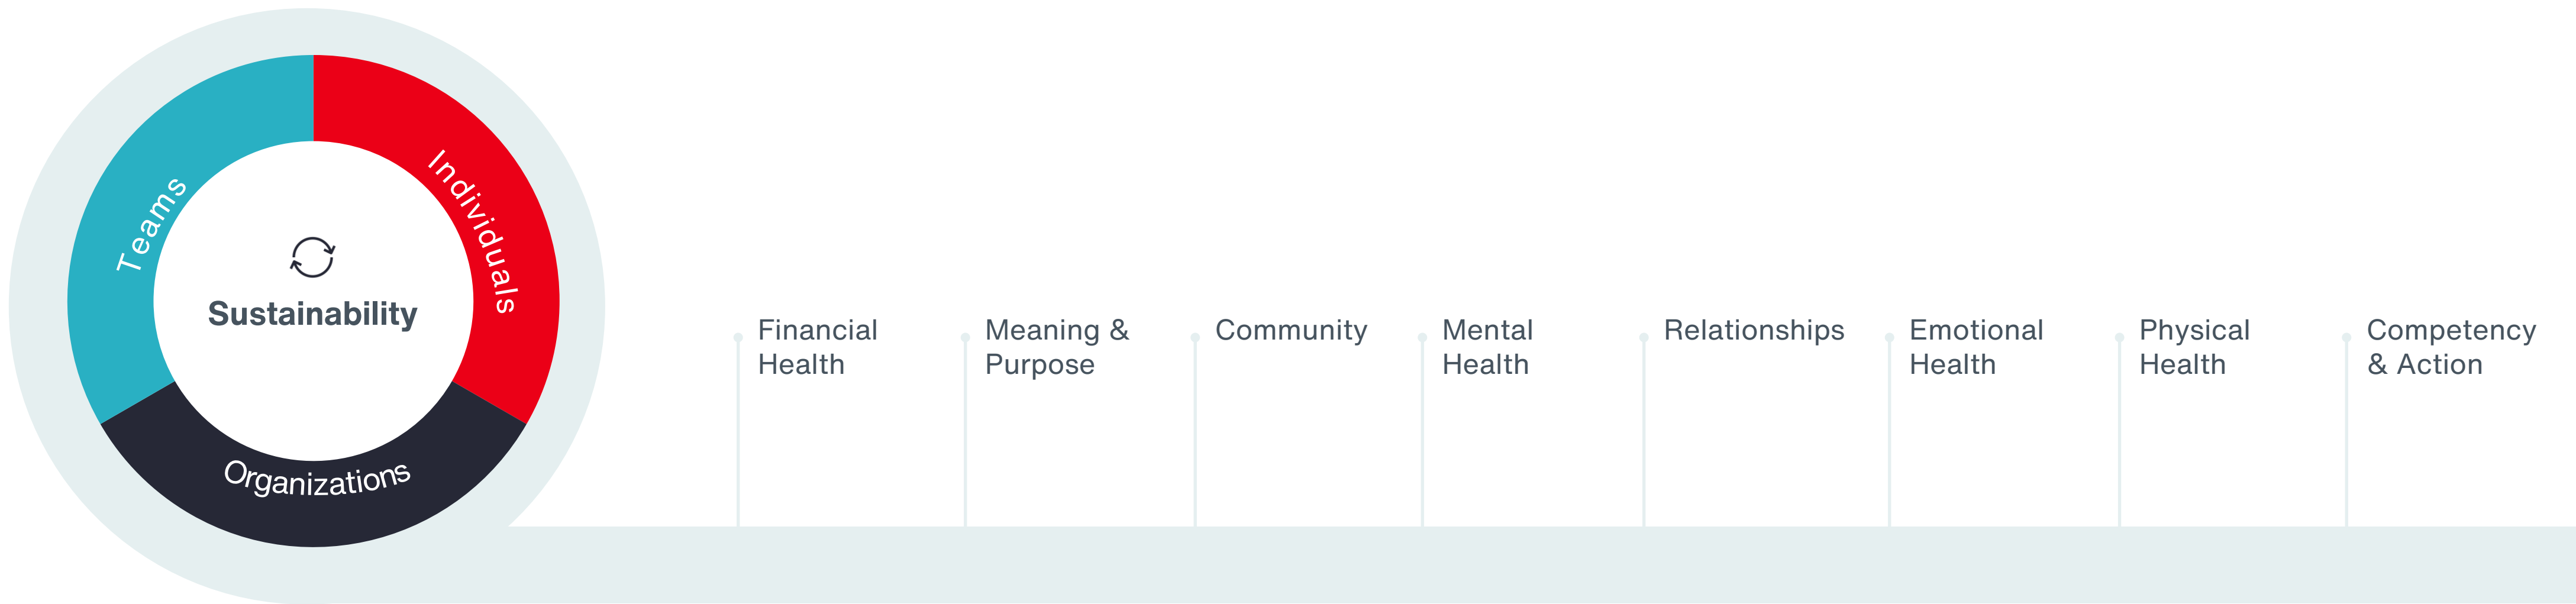 Teams
Individuals
Sustainability
Organizations
Financial
Health
Meaning &
Purpose
Community
Mental
Health
Relationships
Emotional
Health
Physical
Health
Competency
& Action